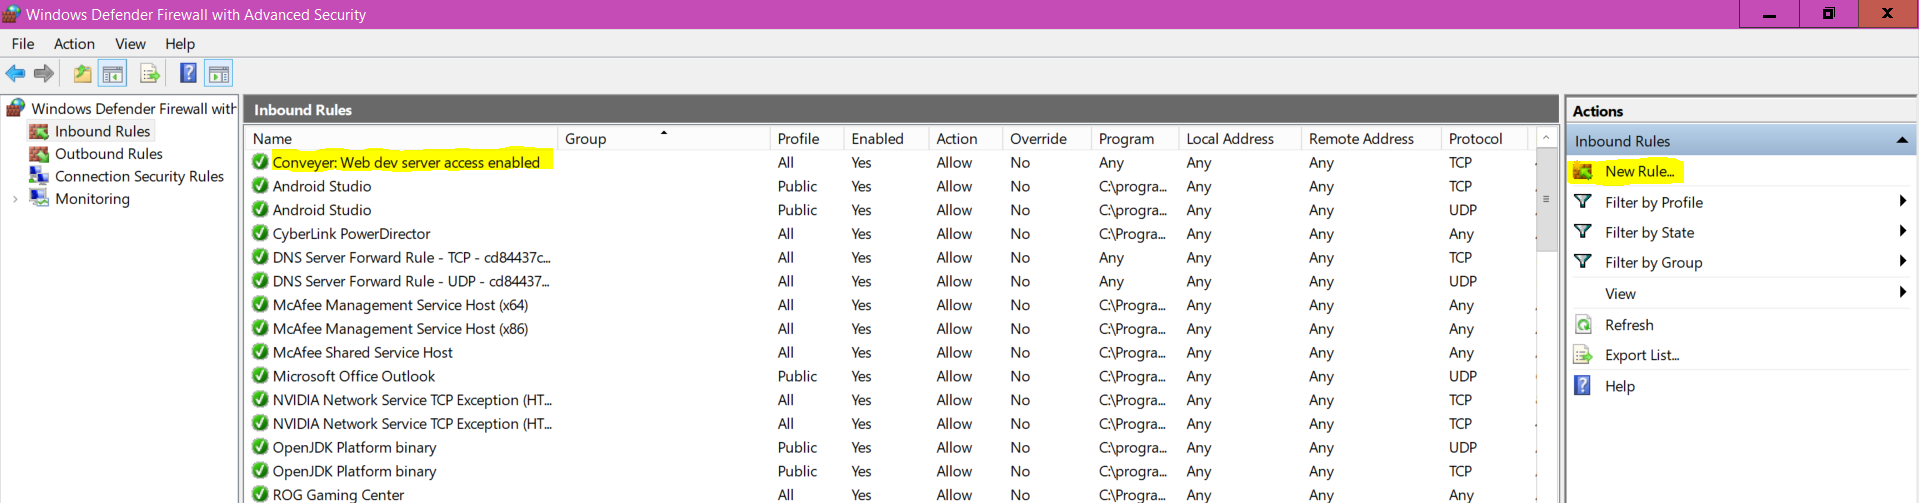 Windows Defender Firewall with Advanced Security
File Action View Help
Windows Defender Firewall with
Inbound Rules
Outbound Rules
Connection Security Rules
Monitoring
Inbound Rules
Name Group Profile Enabled Action Override Program Local Address Remote Address Protocol
Conveyer: Web dev server access enabled All Yes Allow No Any Any Any TCP
Android Studio Public Yes Allow No C:\progra... Any Any TCP
Android Studio Public Yes Allow No C:\progra... Any Any UDP
CyberLink PowerDirector All Yes Allow No C:\Progra... Any Any Any
DNS Server Forward Rule - TCP - cd84437c... All Yes Allow No Any Any Any TCP
DNS Server Forward Rule - UDP - cd84437... All Yes Allow No Any Any Any UDP
McAfee Management Service Host (x64) All Yes Allow No C:\Progra... Any Any Any
McAfee Management Service Host (x86) All Yes Allow No C:\Progra... Any Any Any
McAfee Shared Service Host All Yes Allow No C:\Progra... Any Any Any
Microsoft Office Outlook Public Yes Allow No C:\Progra... Any Any UDP
NVIDIA Network Service TCP Exception (HT... All Yes Allow No C:\Progra... Any Any TCP
NVIDIA Network Service TCP Exception (HT... All Yes Allow No C:\Progra... Any Any TCP
OpenJDK Platform binary Public Yes Allow No C:\progra... Any Any UDP
OpenJDK Platform binary Public Yes Allow No C:\progra... Any Any TCP
ROG Gaming Center All Yes Allow No C:\Progra... Any Any Any
Actions
Inbound Rules
New Rule...
Filter by Profile
Filter by State
Filter by Group
View
Refresh
Export List...
Help